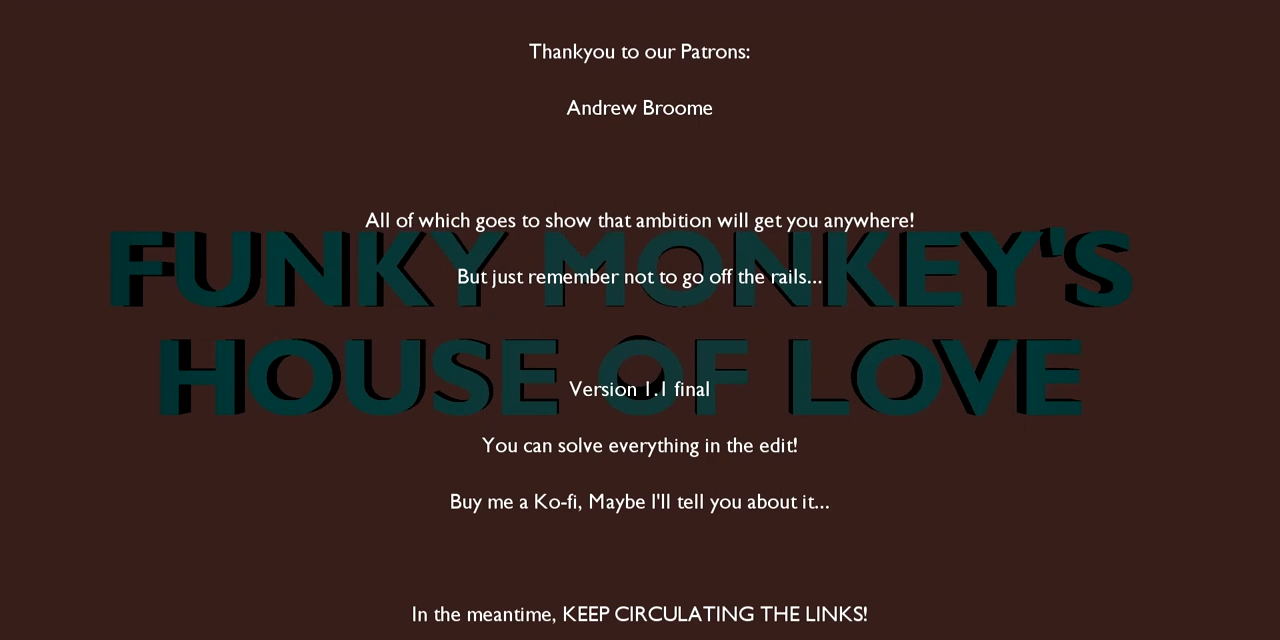 Thankyou to our Patrons:
Andrew Broome
All of which goes to show that ambition will get you anywhere!
FUNKY MONKEY'S
But just remember not to go off the rails...
HOUSE OF LOVE
Version 1.1 final
You can solve everything in the edit!
Buy me a Ko-fi, Maybe I'll tell you about it...
In the meantime, KEEP CIRCULATING THE LINKS!